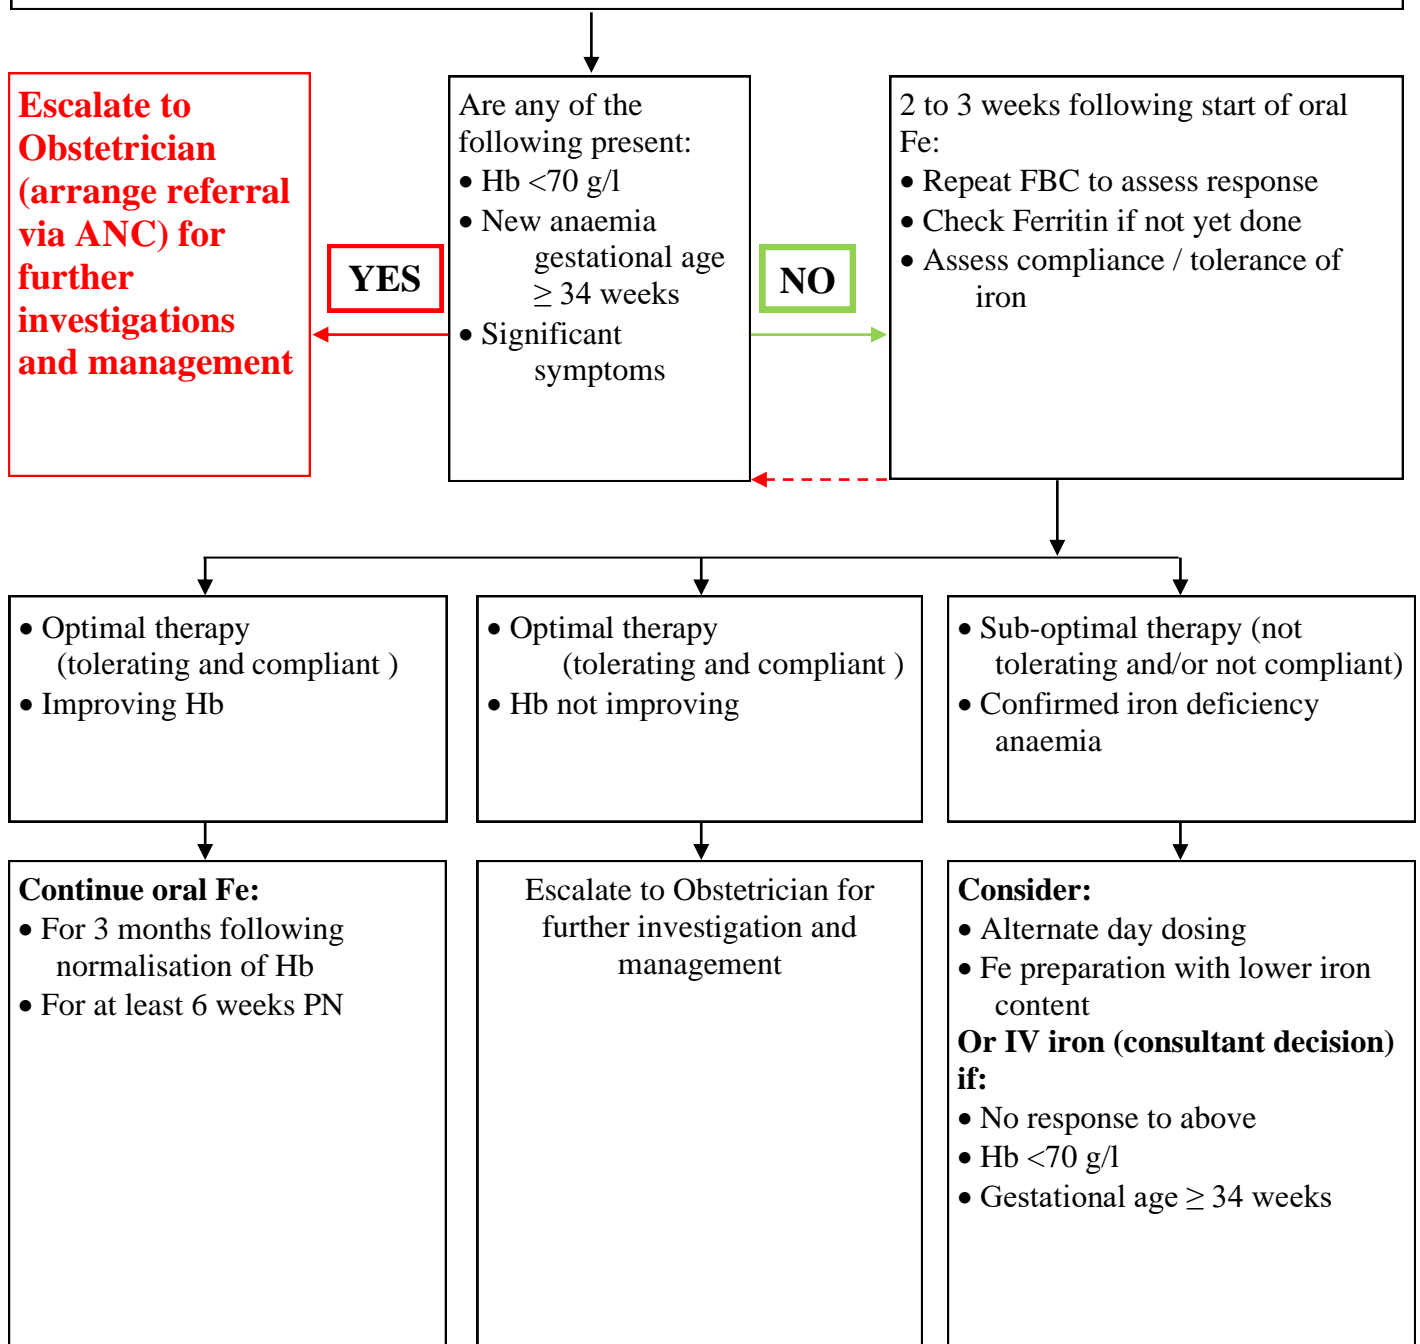 Escalate to
Obstetrician
(arrange referral
via ANC) for
further
investigations
and management
YES
Are any of the
following present:
• Hb <70 g/l
• New anaemia
gestational age
≥ 34 weeks
• Significant
symptoms
NO
2 to 3 weeks following start of oral
Fe:
• Repeat FBC to assess response
• Check Ferritin if not yet done
• Assess compliance / tolerance of
iron
• Optimal therapy
(tolerating and compliant )
• Improving Hb
• Optimal therapy
(tolerating and compliant )
• Hb not improving
• Sub-optimal therapy (not
tolerating and/or not compliant)
• Confirmed iron deficiency
anaemia
Continue oral Fe:
• For 3 months following
normalisation of Hb
• For at least 6 weeks PN
Escalate to Obstetrician for
further investigation and
management
Consider:
• Alternate day dosing
• Fe preparation with lower iron
content
Or IV iron (consultant decision)
if:
• No response to above
• Hb <70 g/l
• Gestational age ≥ 34 weeks